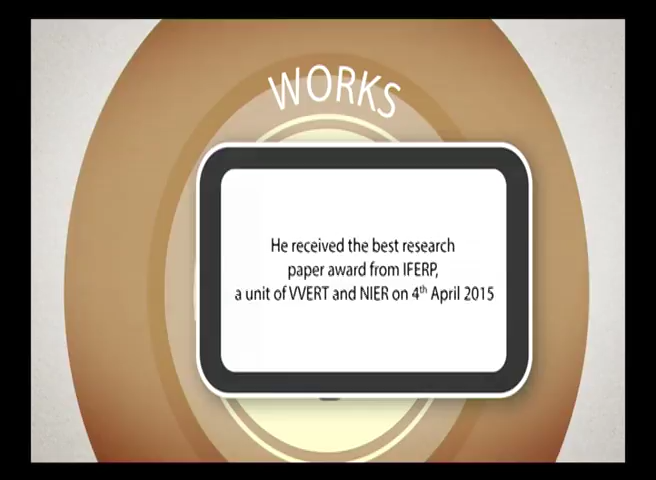 WORKS
He received the best research
paper award from IFERP,
a unit of VVERT and NIER on 4th April 2015